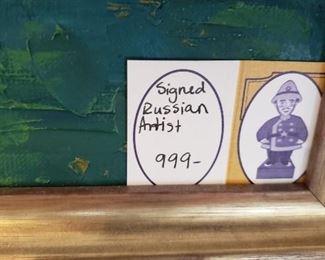 Signed
Russian
Artist
999-